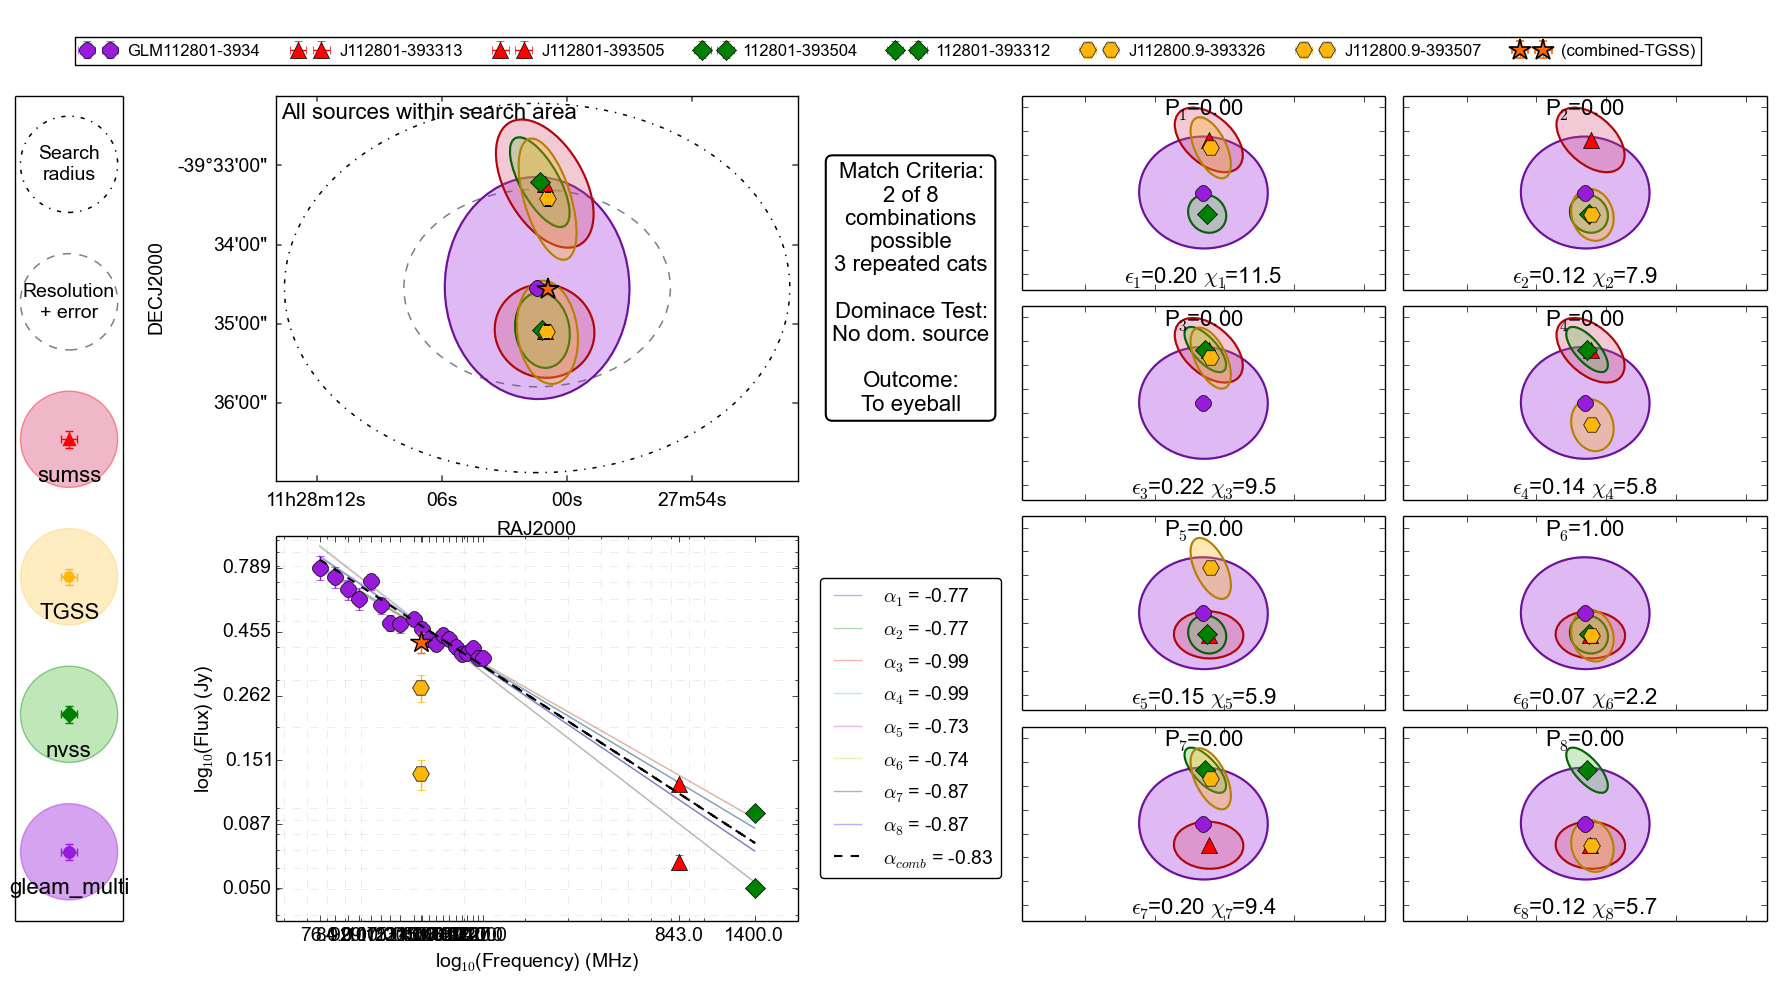 GLM112801-3934 J112801-393313 J112801-393505 112801-393504 112801-393312 J112800.9-393326 J112800.9-393507 (combined-TGSS)
Search
radius
Resolution
+ error
sumss
TGSS
nvss
gleam_multi
All sources within search area
DECJ2000
-39°33'00"
34'00"
35'00"
36'00"
11h28m12s 06s 00s 27m54s
RAJ2000
Match Criteria:
2 of 8
combinations
possible
3 repeated cats
Dominace Test:
No dom. source
Outcome:
To eyeball
log10(Flux) (Jy)
0.789
0.455
0.262
0.151
0.087
0.050
843.0 1400.0
log10(Frequency) (MHz)
α1 = -0.77
α2 = -0.77
α3 = -0.99
α4 = -0.99
α5 = -0.73
α6 = -0.74
α7 = -0.87
α8 = -0.87
αcomb = -0.83
P1=0.00
ϵ1=0.20 χ1=11.5
P2=0.00
ϵ2=0.12 χ2=7.9
P3=0.00
ϵ3=0.22 χ3=9.5
P4=0.00
ϵ4=0.14 χ4=5.8
P5=0.00
ϵ5=0.15 χ5=5.9
P6=1.00
ϵ6=0.07 χ6=2.2
P7=0.00
ϵ7=0.20 χ7=9.4
P8=0.00
ϵ8=0.12 χ8=5.7